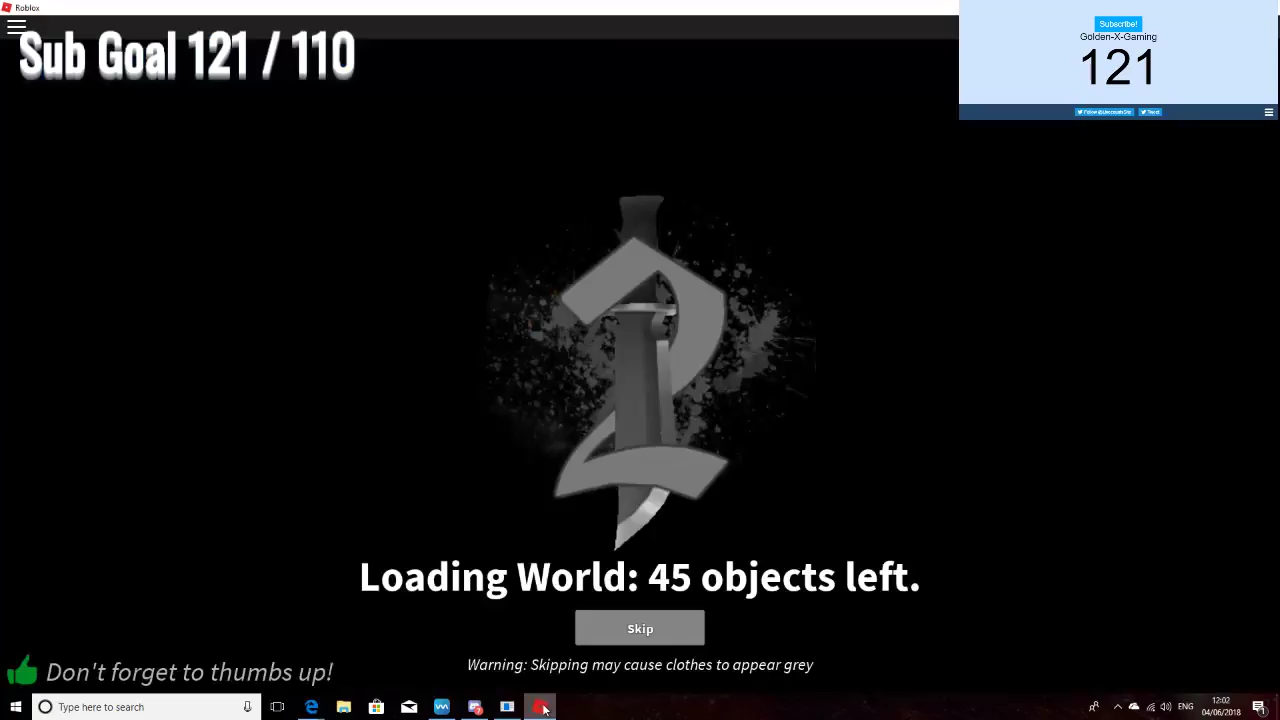 Roblox
Sub Goal 121 / 110
Subscribe!
Golden-X-Gaming
121
Tweet
2
Loading World: 45 objects left.
Skip
Warning: Skipping may cause clothes to appear grey
Don't forget to thumbs up!
Type here to search
ENG
12:02
04/06/2018